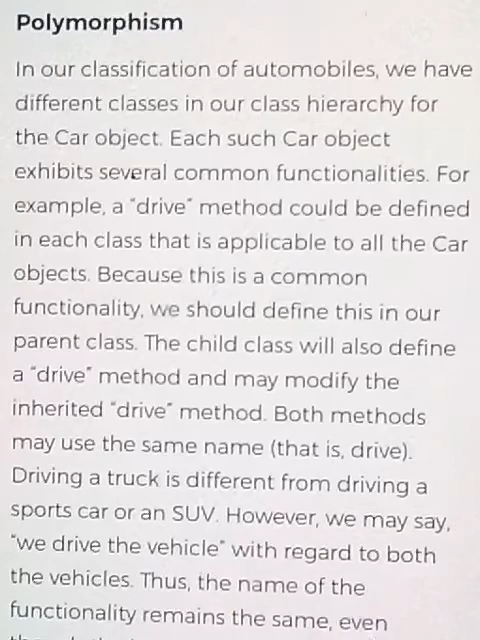 Polymorphism
In our classification of automobiles, we have
different classes in our class hierarchy for
the Car object. Each such Car object
exhibits several common functionalities. For
example, a "drive" method could be defined
in each class that is applicable to all the Car
objects. Because this is a common
functionality, we should define this in our
parent class. The child class will also define
a "drive" method and may modify the
inherited "drive" method. Both methods
may use the same name (that is, drive).
Driving a truck is different from driving a
sports car or an SUV. However, we may say,
"we drive the vehicle" with regard to both
the vehicles. Thus, the name of the
functionality remains the same, even